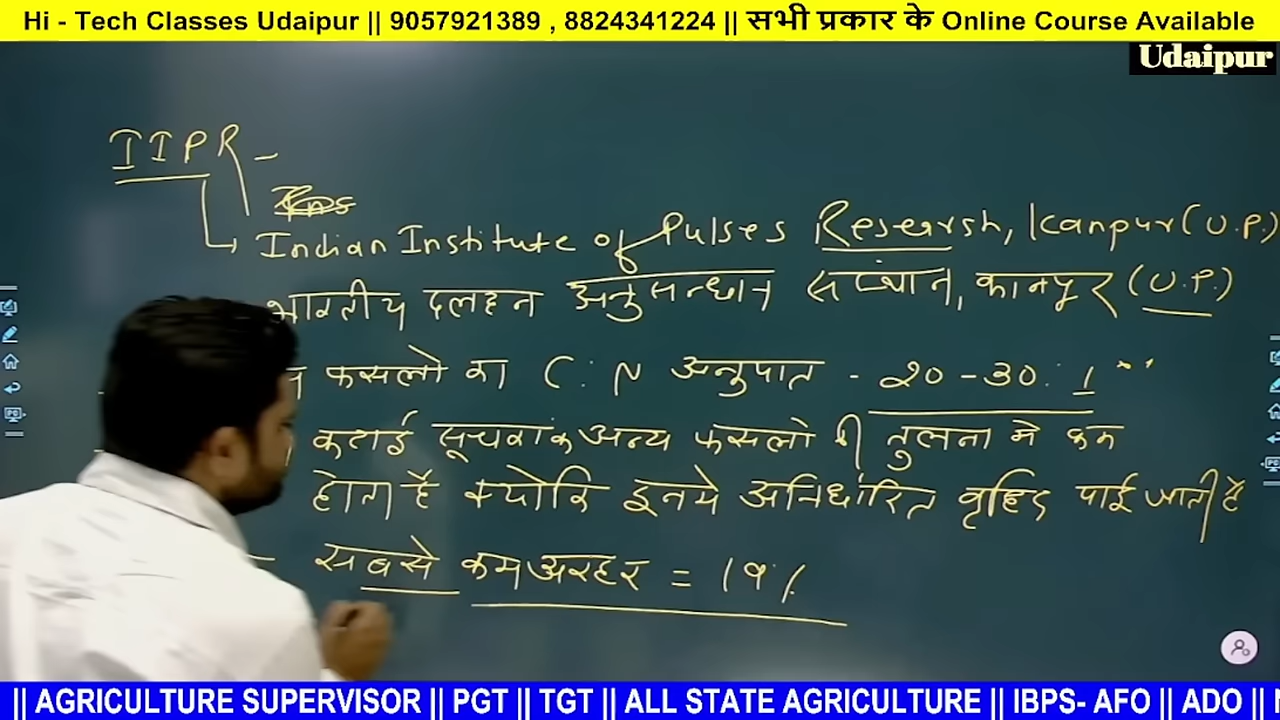 Hi - Tech Classes Udaipur || 9057921389 , 8824341224 || सभी प्रकार के Online Course Available
Udaipur
IIPR -
Indian Institute of Pulses Researsh, Kanpur (U.P.)
भारतीय दलहन अनुसन्धान संस्थान, कानपुर (U.P.)
फसलो का C:N अनुपात - 20-30:1
कटाई सूचकांक अन्य फसलो की तुलना मे कम
होता है क्योकि इनमे अनिर्धारित वृद्धि पाई जाती है
- सबसे कम अरहर = 19%
|| AGRICULTURE SUPERVISOR || PGT || TGT || ALL STATE AGRICULTURE || IBPS- AFO || ADO ||